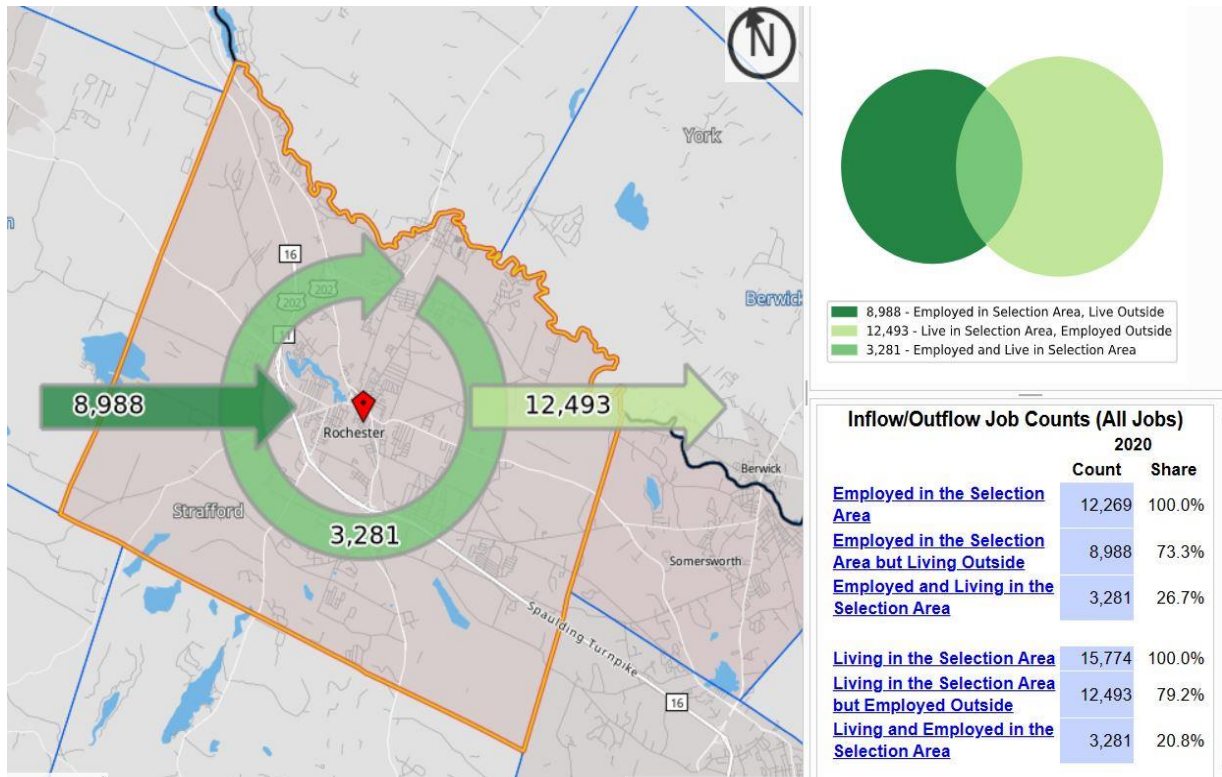 N
York
16
202
202
11
Berwick
8,988
12,493
Rochester
Berwick
Strafford
3,281
Somersworth
Spaulding Turnpike
16
8,988 - Employed in Selection Area, Live Outside
12,493 - Live in Selection Area, Employed Outside
3,281 - Employed and Live in Selection Area
Inflow/Outflow Job Counts (All Jobs)
2020
Count Share
Employed in the Selection
Area 12,269 100.0%
Employed in the Selection
Area but Living Outside 8,988 73.3%
Employed and Living in the
Selection Area 3,281 26.7%
Living in the Selection Area 15,774 100.0%
Living in the Selection Area
but Employed Outside 12,493 79.2%
Living and Employed in the
Selection Area 3,281 20.8%